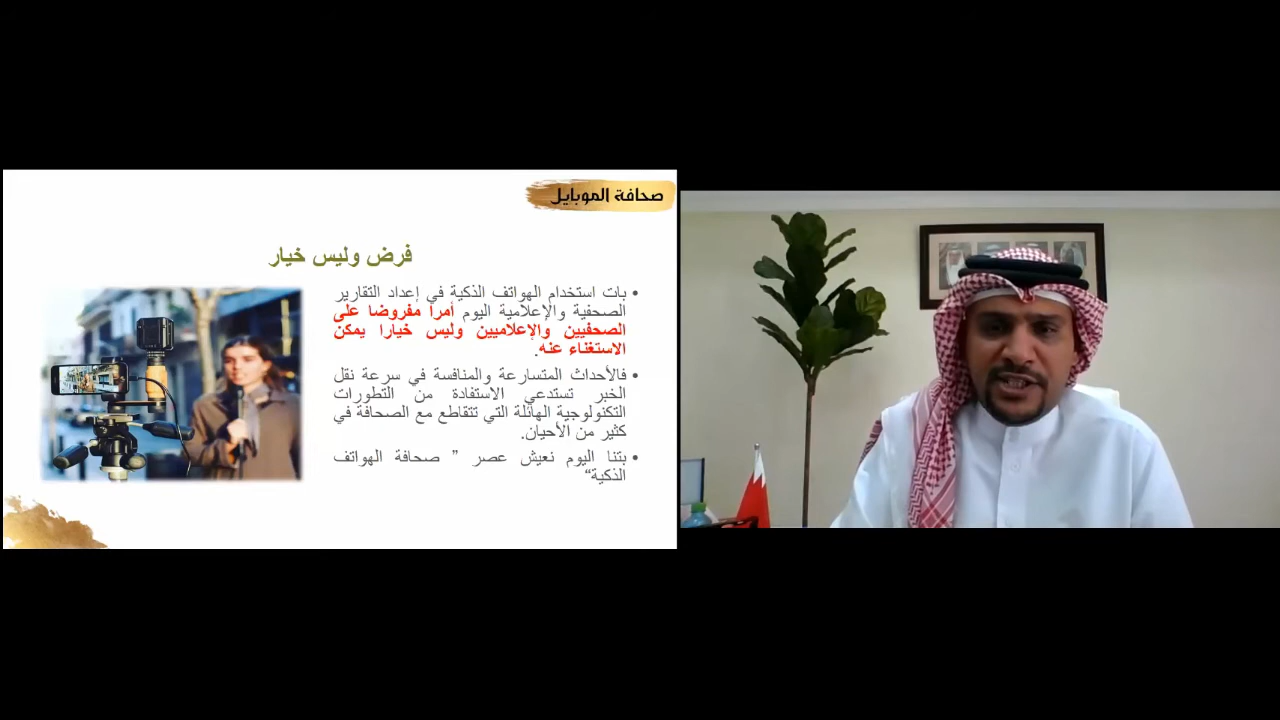 صحافة الموبايل
فرض وليس خيار
• بات استخدام الهواتف الذكية في إعداد التقارير
الصحفية والإعلامية اليوم أمرا مفروضا على
الصحفيين والإعلاميين وليس خيارا يمكن
الاستغناء عنه.
• فالأحداث المتسارعة والمنافسة في سرعة نقل
الخبر تستدعي الاستفادة من التطورات
التكنولوجية الهائلة التي تتقاطع مع الصحافة في
كثير من الأحيان.
• بتنا اليوم نعيش عصر " صحافة الهواتف
الذكية"